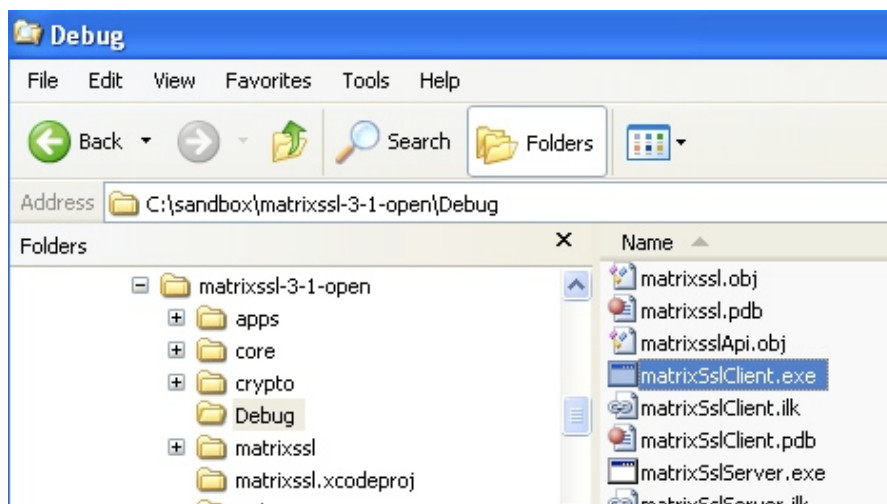 Debug
File Edit View Favorites Tools Help
Back Search Folders
Address C:\sandbox\matrixssl-3-1-open\Debug
Folders
matrixssl-3-1-open
apps
core
crypto
Debug
matrixssl
matrixssl.xcodeproj
Name
matrixssl.obj
matrixssl.pdb
matrixsslApi.obj
matrixSslClient.exe
matrixSslClient.ilk
matrixSslClient.pdb
matrixSslServer.exe
matrixSslServer.ilk